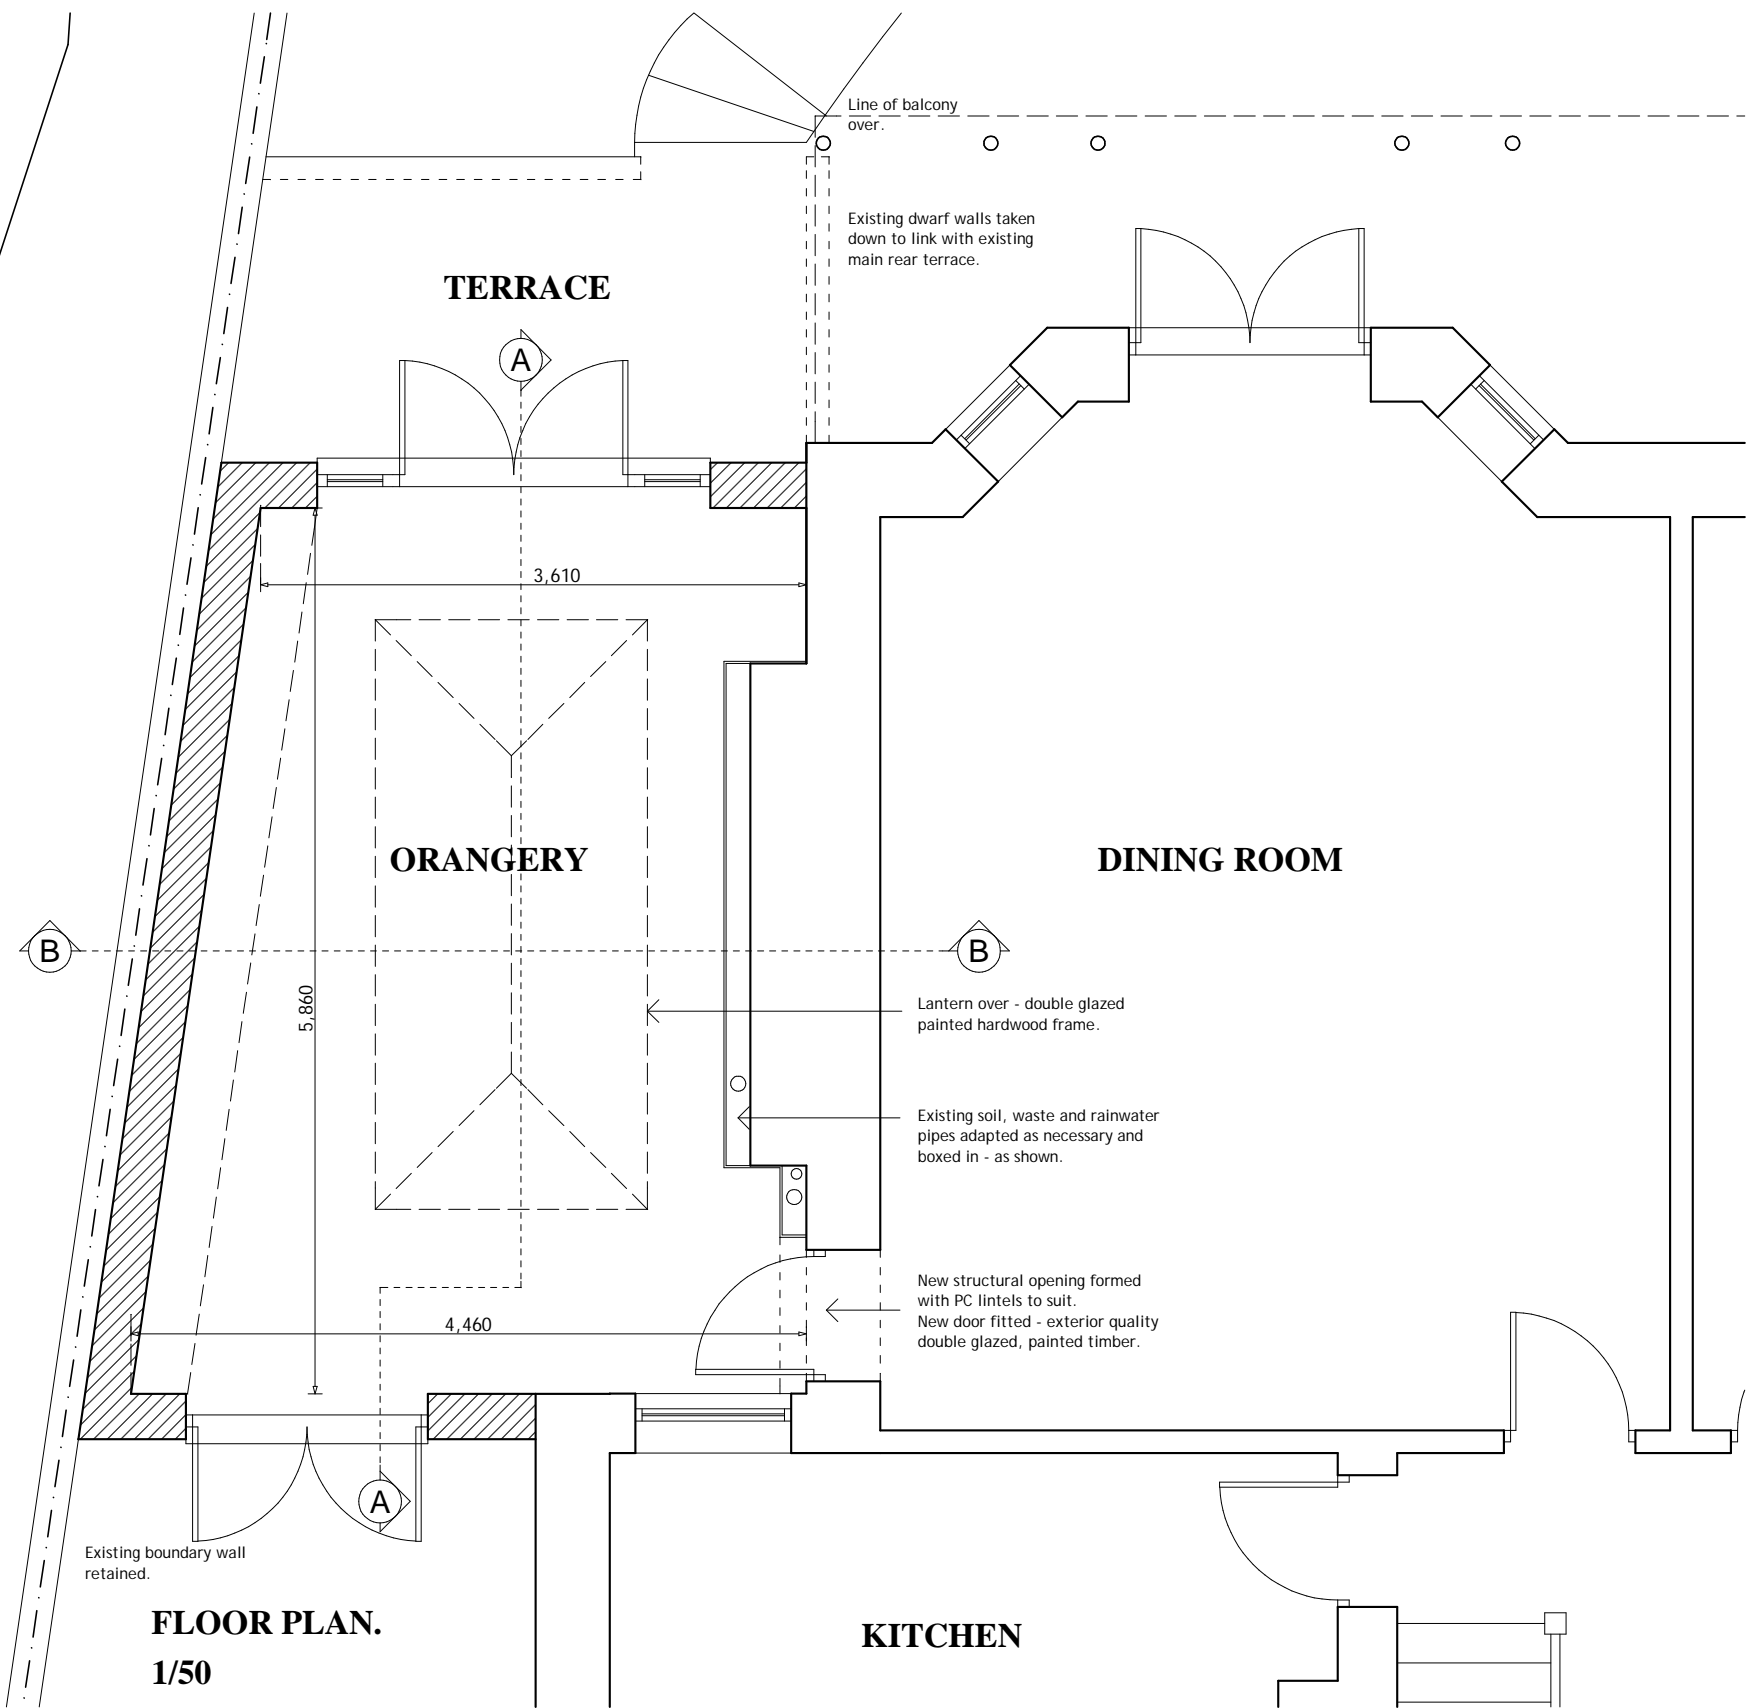 Line of balcony
over.
Existing dwarf walls taken
down to link with existing
main rear terrace.
TERRACE
A
3,610
ORANGERY
DINING ROOM
B
B
5,860
Lantern over - double glazed
painted hardwood frame.
Existing soil, waste and rainwater
pipes adapted as necessary and
boxed in - as shown.
New structural opening formed
with PC lintels to suit.
New door fitted - exterior quality
double glazed, painted timber.
4,460
A
Existing boundary wall
retained.
FLOOR PLAN.
1/50
KITCHEN